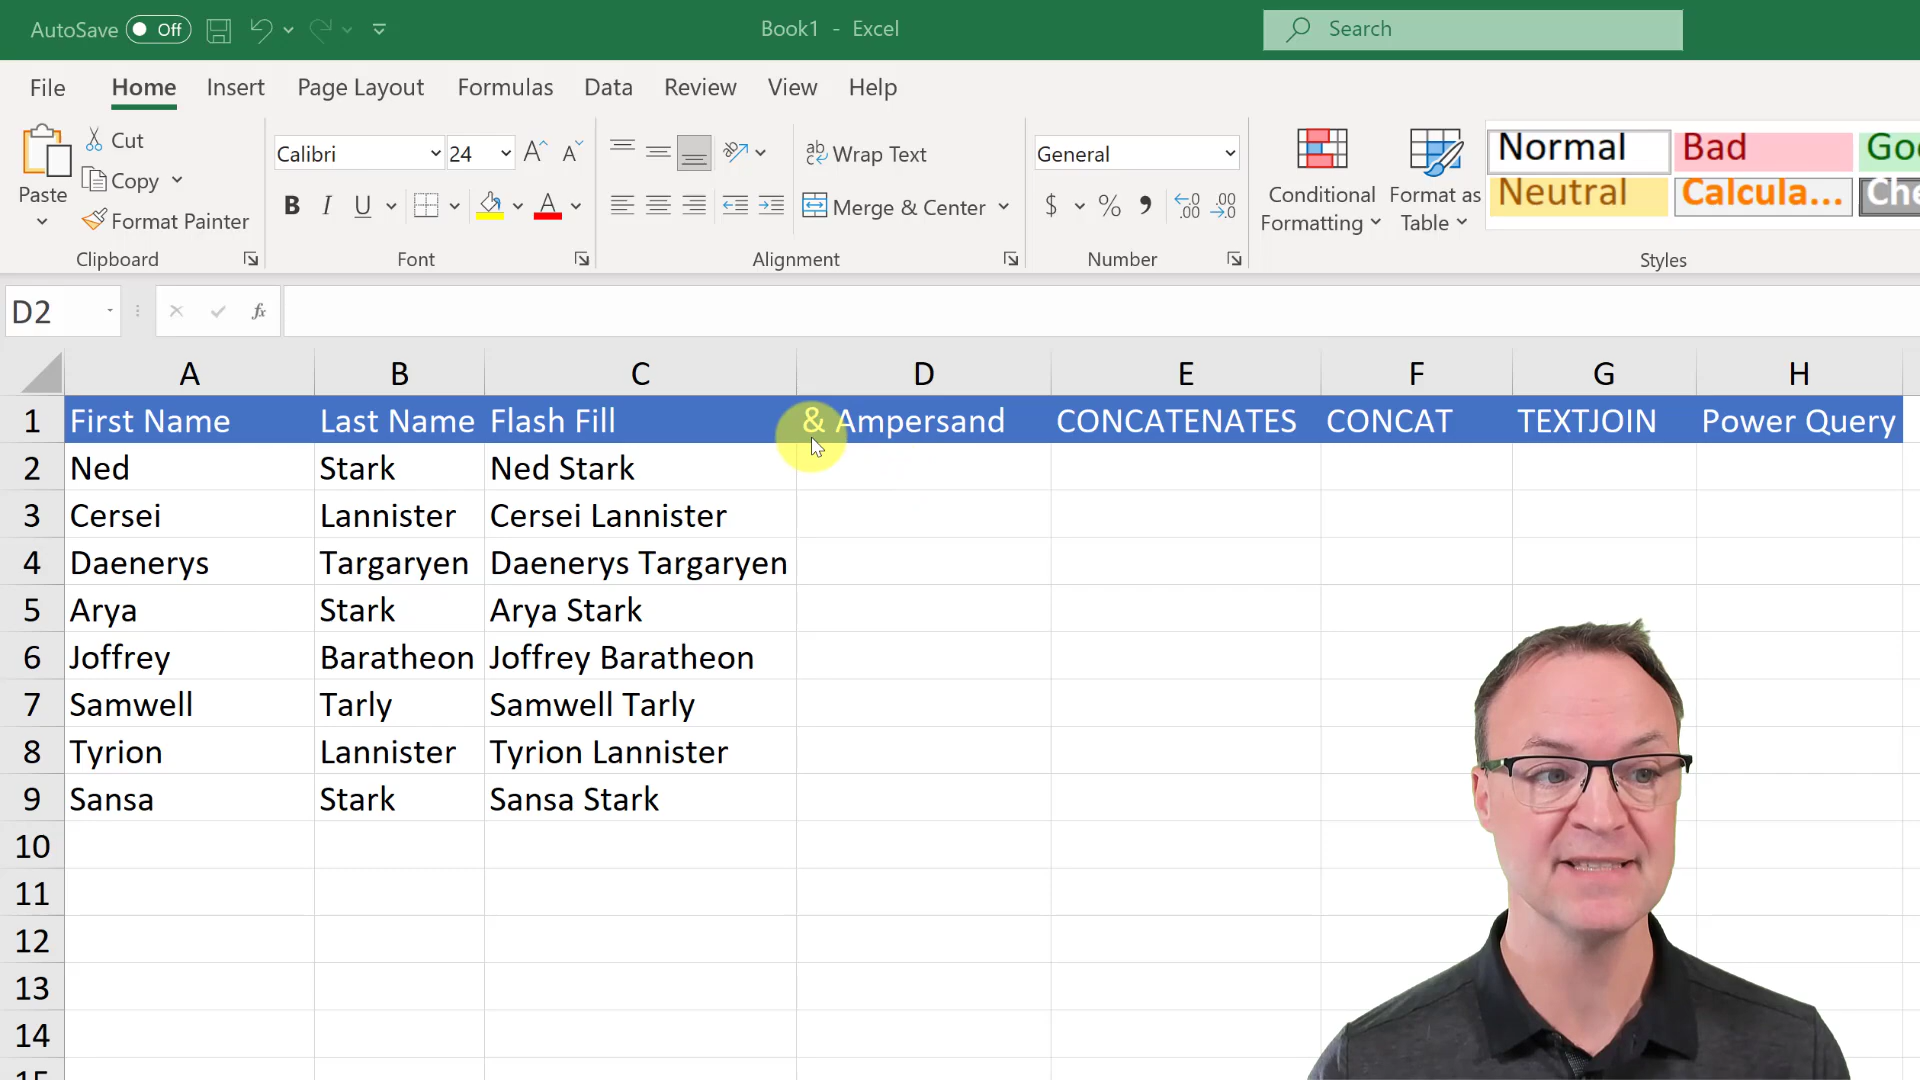 AutoSave Off Book1 - Excel Search
File Home Insert Page Layout Formulas Data Review View Help
Paste Cut Copy Format Painter Clipboard
Calibri 24 B I U A Font
ab Wrap Text Merge & Center Alignment
General $ % , Number
Conditional Formatting Format as Table
Normal Bad Goo
Neutral Calcula... Che
Styles
D2 fx
A B C D E F G H
1 First Name Last Name Flash Fill & Ampersand CONCATENATES CONCAT TEXTJOIN Power Query
2 Ned Stark Ned Stark
3 Cersei Lannister Cersei Lannister
4 Daenerys Targaryen Daenerys Targaryen
5 Arya Stark Arya Stark
6 Joffrey Baratheon Joffrey Baratheon
7 Samwell Tarly Samwell Tarly
8 Tyrion Lannister Tyrion Lannister
9 Sansa Stark Sansa Stark
10
11
12
13
14
15